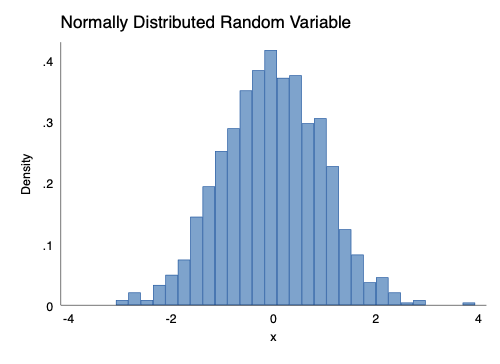 Normally Distributed Random Variable
Density
.4
.3
.2
.1
0
-4 -2 0 2 4
x